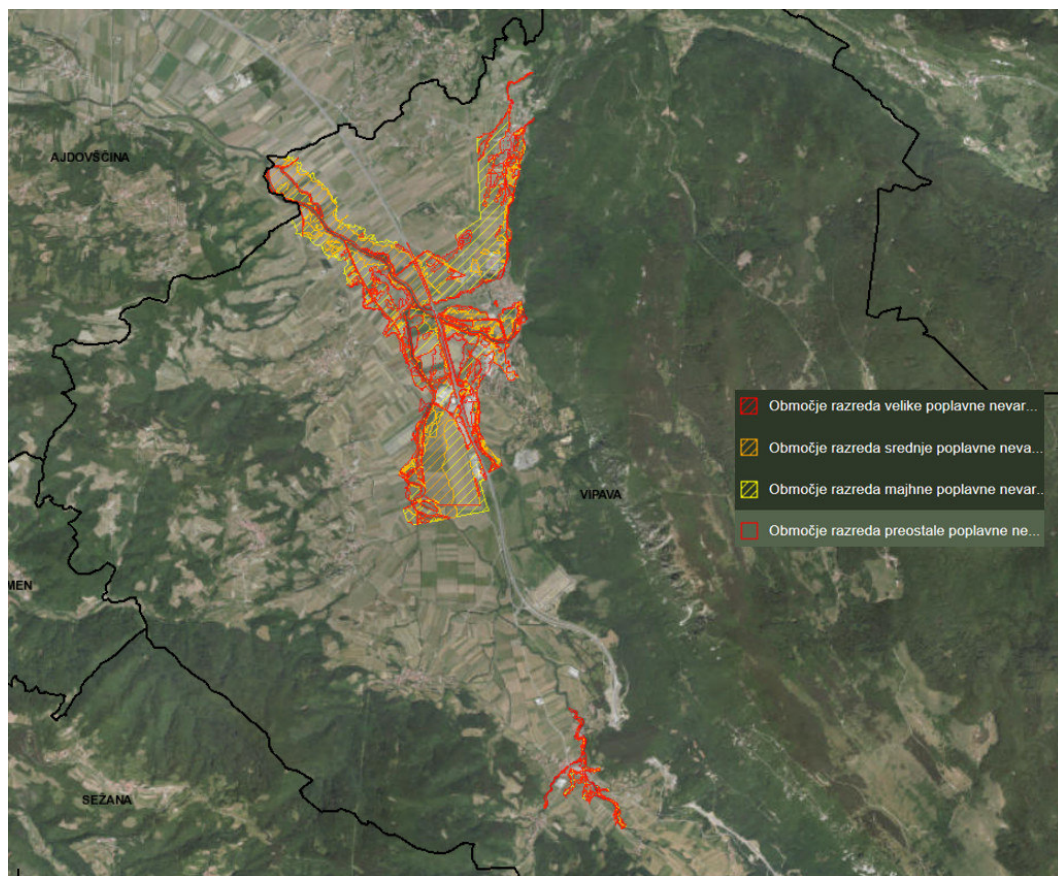 AJDOVŠČINA
Območje razreda velike poplavne nevar...
Območje razreda srednje poplavne neva...
Območje razreda majhne poplavne nevar...
VIPAVA
Območje razreda preostale poplavne ne...
MEN
SEŽANA